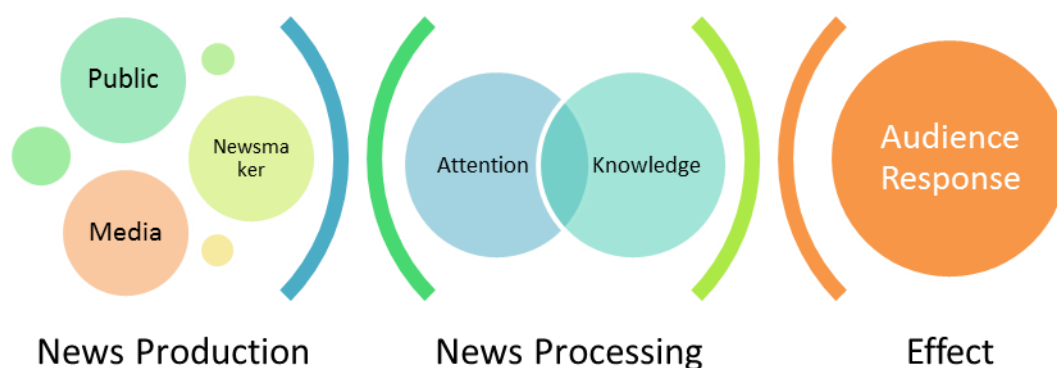 Public
Newsma
ker
Media
Attention
Knowledge
Audience
Response
News Production
News Processing
Effect